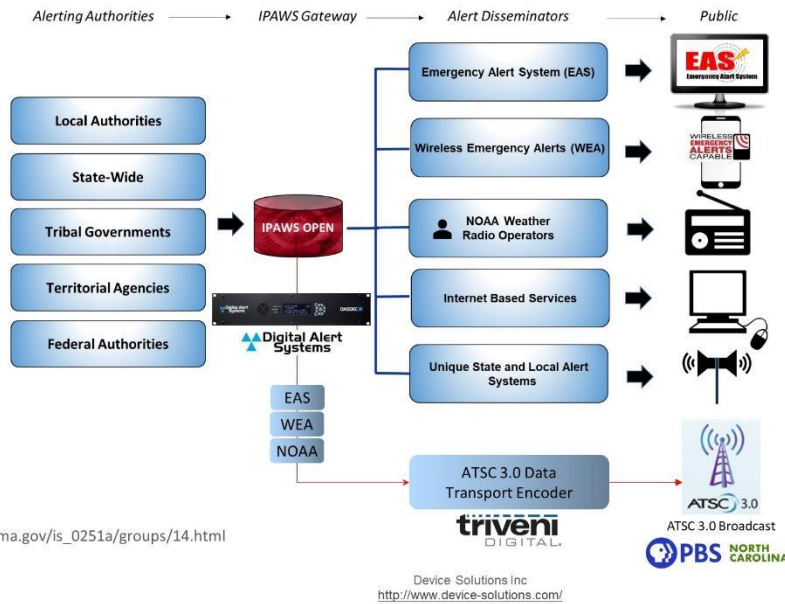 Alerting Authorities
IPAWS Gateway
Alert Disseminators
Public
Local Authorities
State-Wide
Tribal Governments
Territorial Agencies
Federal Authorities
IPAWS OPEN
Digital Alert
Systems
DASDEC
Digital Alert
Systems
EAS
WEA
NOAA
Emergency Alert System (EAS)
Wireless Emergency Alerts (WEA)
NOAA Weather
Radio Operators
Internet Based Services
Unique State and Local Alert
Systems
ATSC 3.0 Data
Transport Encoder
triveni
DIGITAL®
EAS
Emergency Alert System
WIRELESS
EMERGENCY
ALERTS
CAPABLE
ATSC 3.0
ATSC 3.0 Broadcast
PBS NORTH
CAROLINA
ma.gov/is_0251a/groups/14.html
Device Solutions Inc
http://www.device-solutions.com/